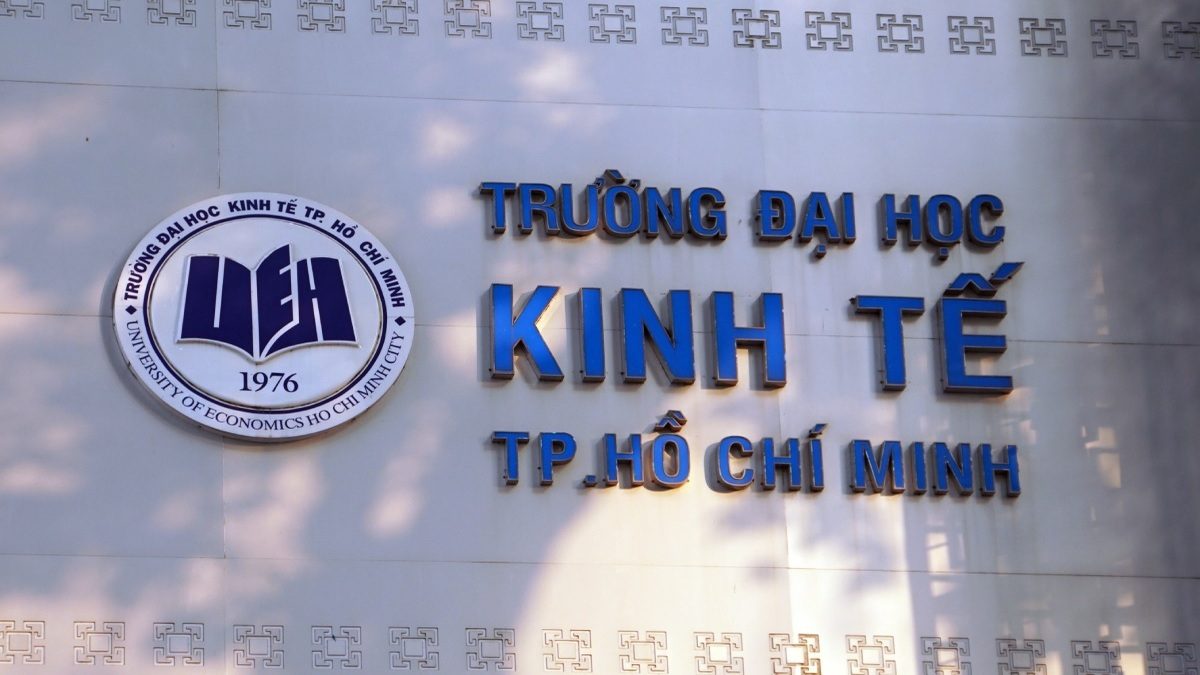 TRƯỜNG ĐẠI HỌC KINH TẾ TP. HỒ CHÍ MINH
UEH
1976
UNIVERSITY OF ECONOMICS HO CHI MINH CITY
TRƯỜNG ĐẠI HỌC
KINH TẾ
TP.HỒ CHÍ MINH